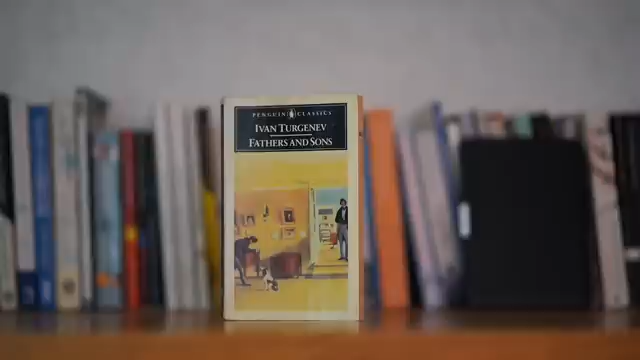 PENGUIN CLASSICS
IVAN TURGENEV
FATHERS AND SONS